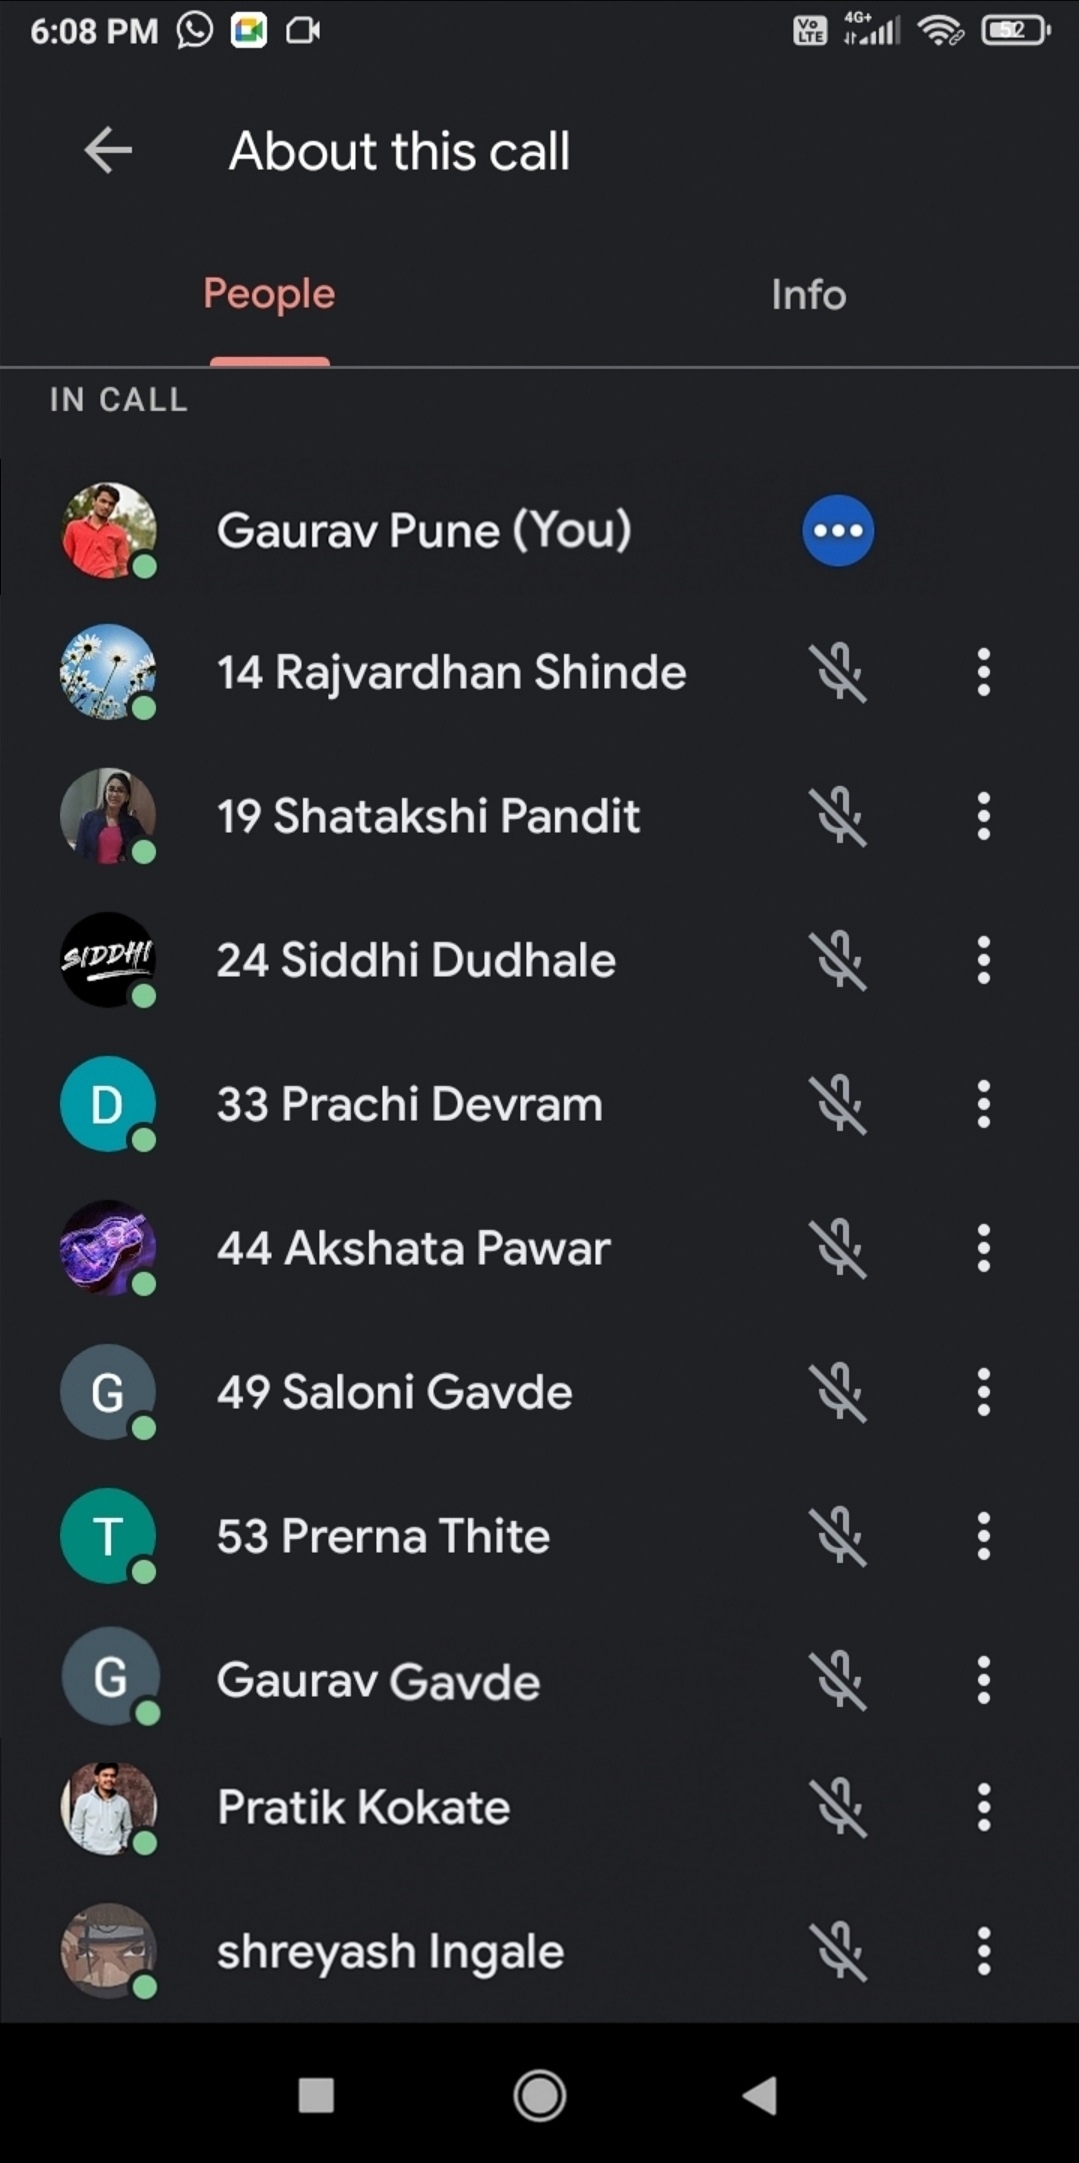 6:08 PM
Vo LTE 4G+ 52
About this call
People Info
IN CALL
Gaurav Pune (You)
14 Rajvardhan Shinde
19 Shatakshi Pandit
SIDDHI
24 Siddhi Dudhale
D
33 Prachi Devram
44 Akshata Pawar
G
49 Saloni Gavde
T
53 Prerna Thite
G
Gaurav Gavde
Pratik Kokate
shreyash Ingale